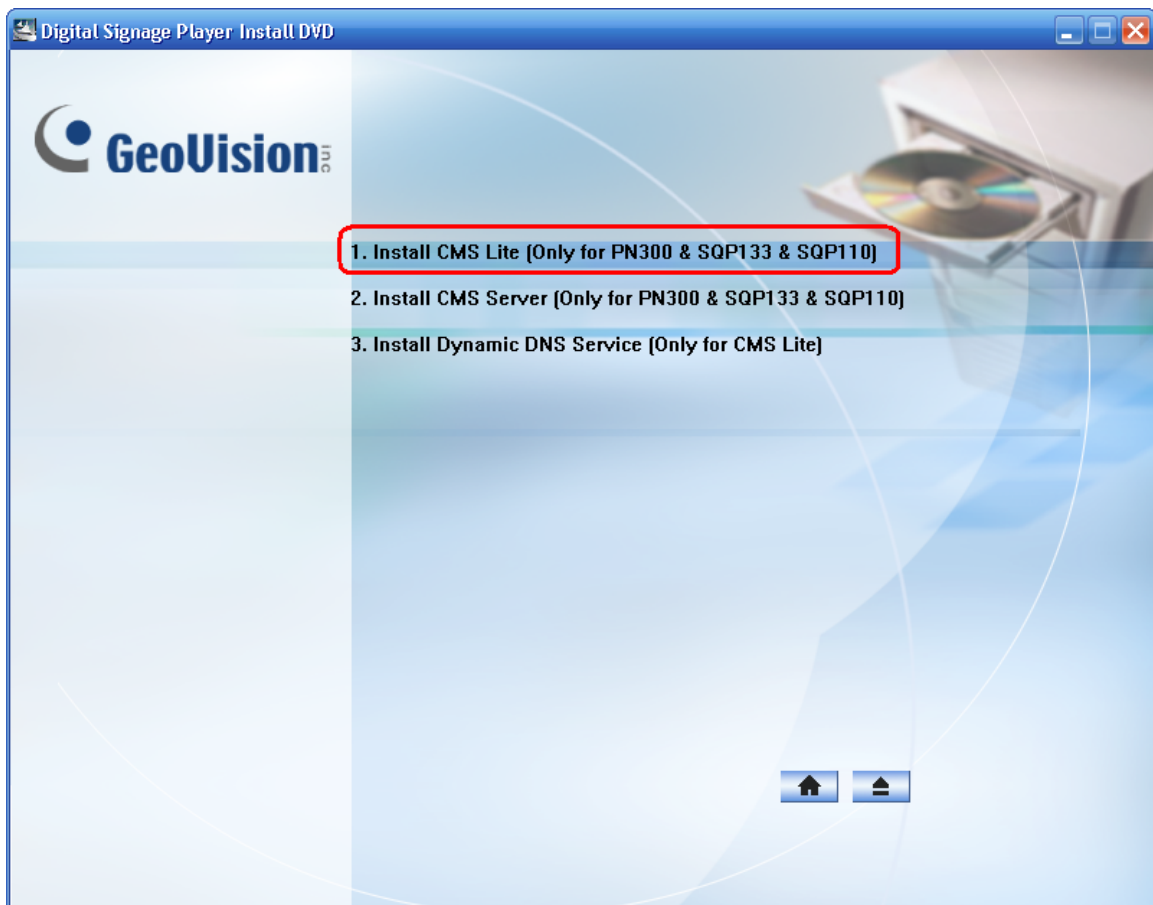 Digital Signage Player Install DVD
GeoVision inc
1. Install CMS Lite (Only for PN300 & SQP133 & SQP110)
2. Install CMS Server (Only for PN300 & SQP133 & SQP110)
3. Install Dynamic DNS Service (Only for CMS Lite)